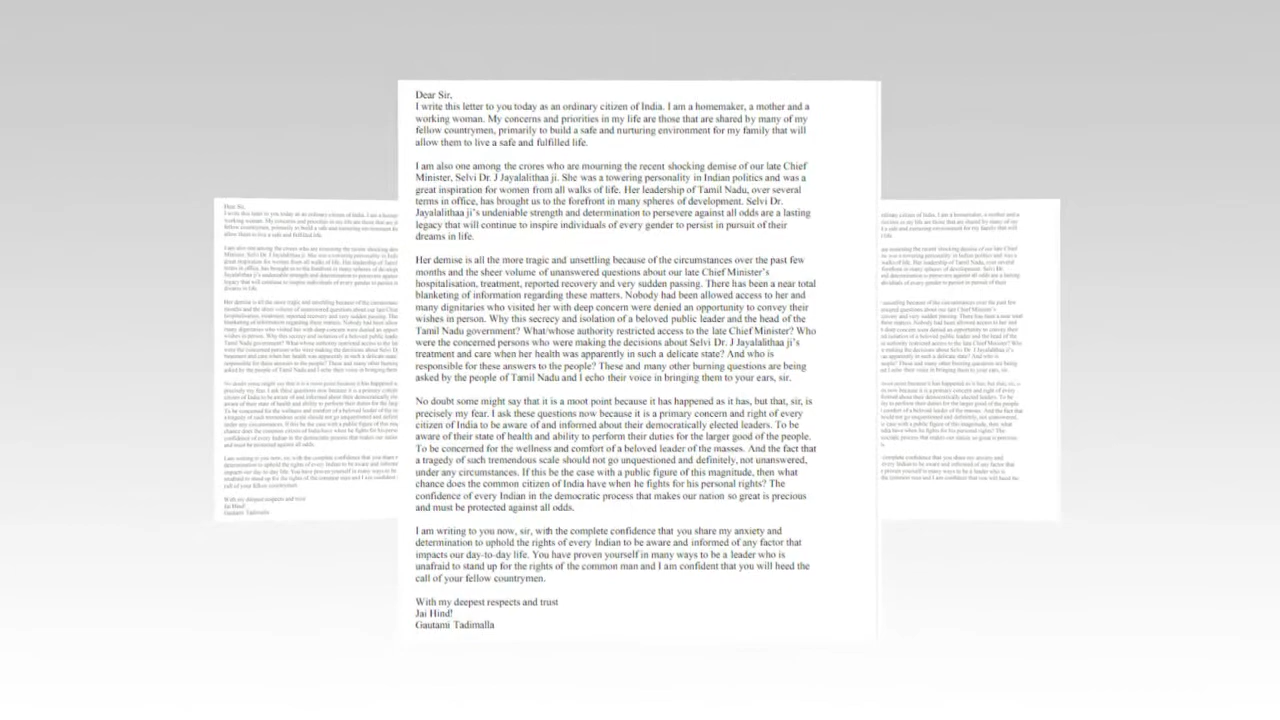 Dear Sir,
I write this letter to you today as an ordinary citizen of India. I am a homemaker, a mother and a
working woman. My concerns and priorities in my life are those that are shared by many of my
fellow countrymen, primarily to build a safe and nurturing environment for my family that will
allow them to live a safe and fulfilled life.
I am also one among the crores who are mourning the recent shocking demise of our late Chief
Minister, Selvi Dr. J Jayalalithaa ji. She was a towering personality in Indian politics and was a
great inspiration for women from all walks of life. Her leadership of Tamil Nadu, over several
terms in office, has brought us to the forefront in many spheres of development. Selvi Dr.
Jayalalithaa ji's undeniable strength and determination to persevere against all odds are a lasting
legacy that will continue to inspire individuals of every gender to persist in pursuit of their
dreams in life.
Her demise is all the more tragic and unsettling because of the circumstances over the past few
months and the sheer volume of unanswered questions about our late Chief Minister's
hospitalisation, treatment, reported recovery and very sudden passing. There has been a near total
blanketing of information regarding these matters. Nobody had been allowed access to her and
many dignitaries who visited her with deep concern were denied an opportunity to convey their
wishes in person. Why this secrecy and isolation of a beloved public leader and the head of the
Tamil Nadu government? What/whose authority restricted access to the late Chief Minister? Who
were the concerned persons who were making the decisions about Selvi Dr. J Jayalalithaa ji's
treatment and care when her health was apparently in such a delicate state? And who is
responsible for these answers to the people? These and many other burning questions are being
asked by the people of Tamil Nadu and I echo their voice in bringing them to your ears, sir.
No doubt some might say that it is a moot point because it has happened as it has, but that, sir, is
precisely my fear. I ask these questions now because it is a primary concern and right of every
citizen of India to be aware of and informed about their democratically elected leaders. To be
aware of their state of health and ability to perform their duties for the larger good of the people.
To be concerned for the wellness and comfort of a beloved leader of the masses. And the fact that
a tragedy of such tremendous scale should not go unquestioned and definitely, not unanswered,
under any circumstances. If this be the case with a public figure of this magnitude, then what
chance does the common citizen of India have when he fights for his personal rights? The
confidence of every Indian in the democratic process that makes our nation so great is precious
and must be protected against all odds.
I am writing to you now, sir, with the complete confidence that you share my anxiety and
determination to uphold the rights of every Indian to be aware and informed of any factor that
impacts our day-to-day life. You have proven yourself in many ways to be a leader who is
unafraid to stand up for the rights of the common man and I am confident that you will heed the
call of your fellow countrymen.
With my deepest respects and trust
Jai Hind!
Gautami Tadimalla